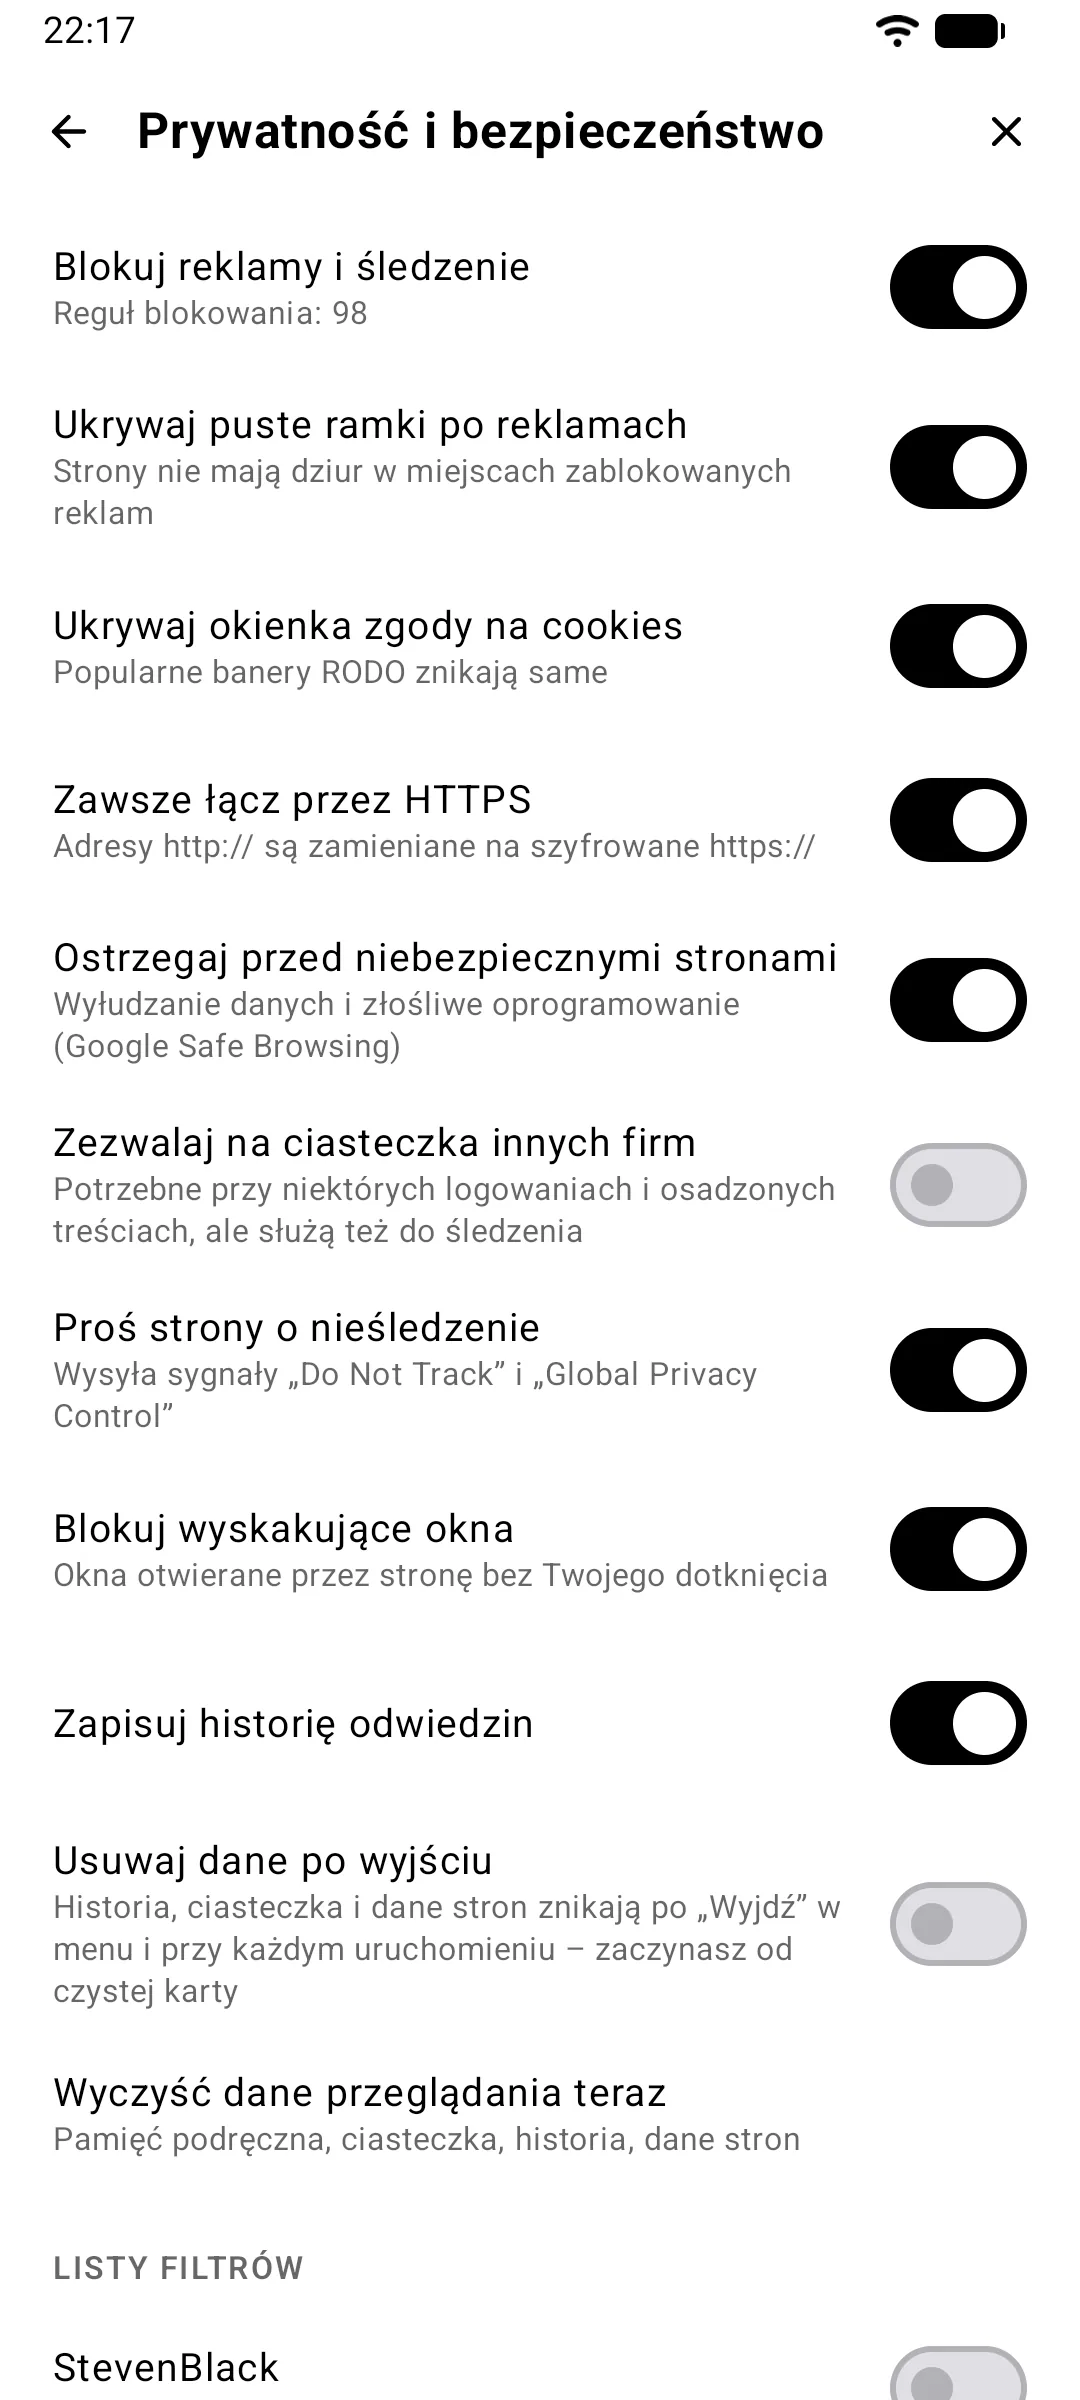 22:17
Prywatność i bezpieczeństwo
Blokuj reklamy i śledzenie
Reguł blokowania: 98
Ukrywaj puste ramki po reklamach
Strony nie mają dziur w miejscach zablokowanych
reklam
Ukrywaj okienka zgody na cookies
Popularne banery RODO znikają same
Zawsze łącz przez HTTPS
Adresy http:// są zamieniane na szyfrowane https://
Ostrzegaj przed niebezpiecznymi stronami
Wyłudzanie danych i złośliwe oprogramowanie
(Google Safe Browsing)
Zezwalaj na ciasteczka innych firm
Potrzebne przy niektórych logowaniach i osadzonych
treściach, ale służą też do śledzenia
Proś strony o nieśledzenie
Wysyła sygnały „Do Not Track” i „Global Privacy
Control”
Blokuj wyskakujące okna
Okna otwierane przez stronę bez Twojego dotknięcia
Zapisuj historię odwiedzin
Usuwaj dane po wyjściu
Historia, ciasteczka i dane stron znikają po „Wyjdź” w
menu i przy każdym uruchomieniu – zaczynasz od
czystej karty
Wyczyść dane przeglądania teraz
Pamięć podręczna, ciasteczka, historia, dane stron
LISTY FILTRÓW
StevenBlack